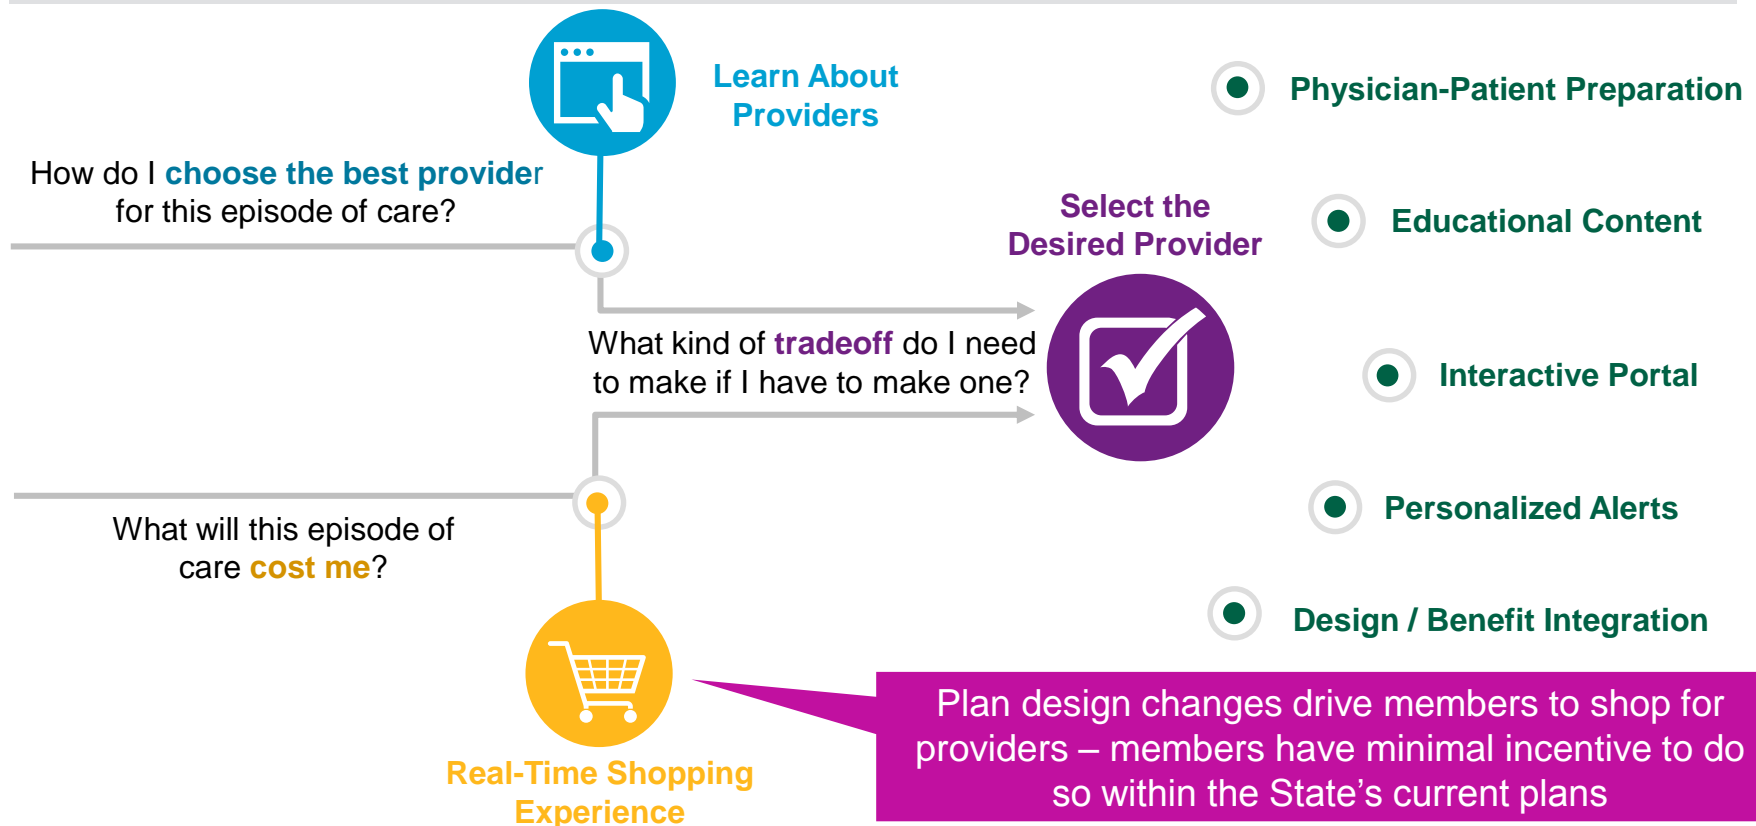 Learn About
Providers
How do I choose the best provider
for this episode of care?
What kind of tradeoff do I need
to make if I have to make one?
Select the
Desired Provider
What will this episode of
care cost me?
Real-Time Shopping
Experience
Physician-Patient Preparation
Educational Content
Interactive Portal
Personalized Alerts
Design / Benefit Integration
Plan design changes drive members to shop for
providers – members have minimal incentive to do
so within the State’s current plans